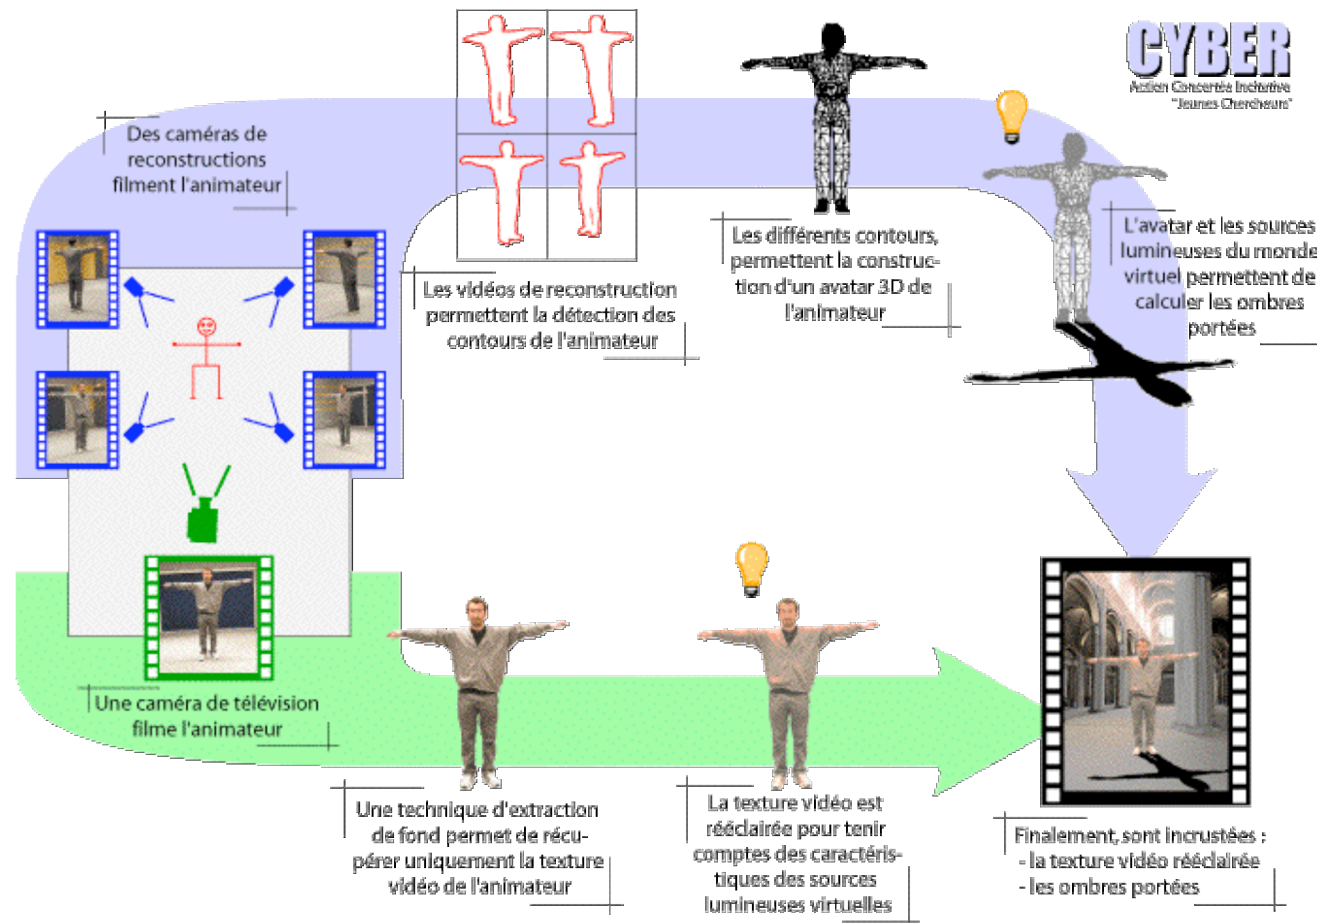 CYBER
Action Concertée Incitative
"Jeunes Chercheurs"
Des caméras de
reconstructions
filment l'animateur
Les vidéos de reconstruction
permettent la détection des
contours de l'animateur
Les différents contours,
permettent la construc-
tion d'un avatar 3D de
l'animateur
L'avatar et les sources
lumineuses du monde
virtuel permettent de
calculer les ombres
portées
Une caméra de télévision
filme l'animateur
Une technique d'extraction
de fond permet de récu-
pérer uniquement la texture
vidéo de l'animateur
La texture vidéo est
rééclairée pour tenir
comptes des caractéris-
tiques des sources
lumineuses virtuelles
Finalement, sont incrustées :
- la texture vidéo rééclairée
- les ombres portées